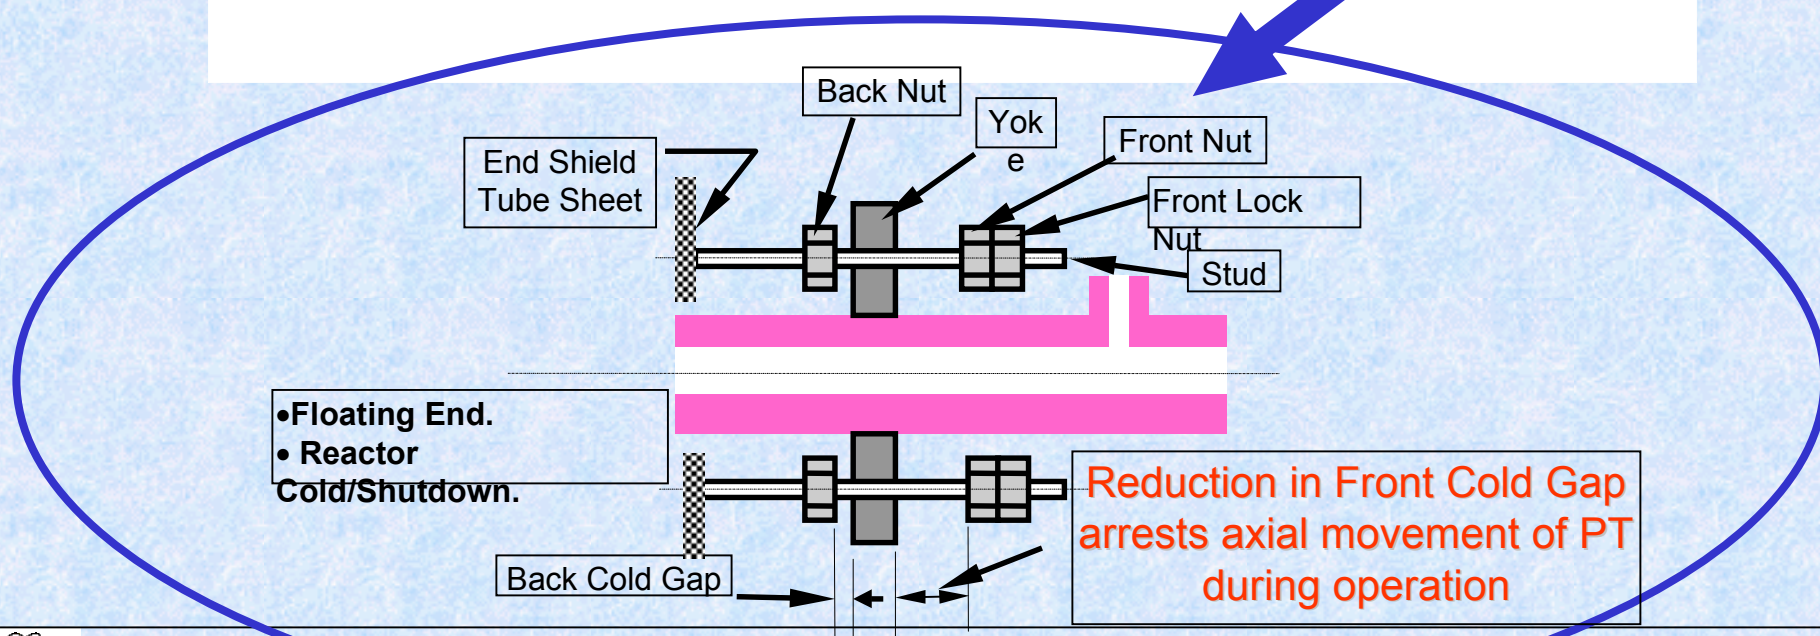 Back Nut
Yok
e
Front Nut
End Shield
Tube Sheet
Front Lock
Nut
Stud
•Floating End.
• Reactor
Cold/Shutdown.
Reduction in Front Cold Gap
arrests axial movement of PT
during operation
Back Cold Gap